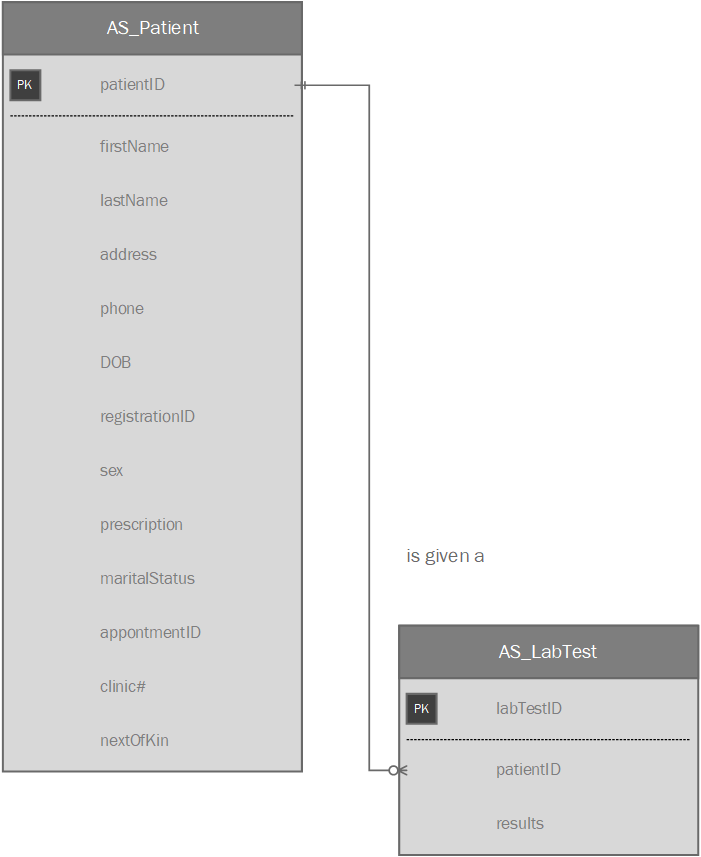 AS_Patient
PK patientID
firstName
lastName
address
phone
DOB
registrationID
sex
prescription
maritalStatus
appontmentID
clinic#
nextOfKin
is given a
AS_LabTest
PK labTestID
patientID
results